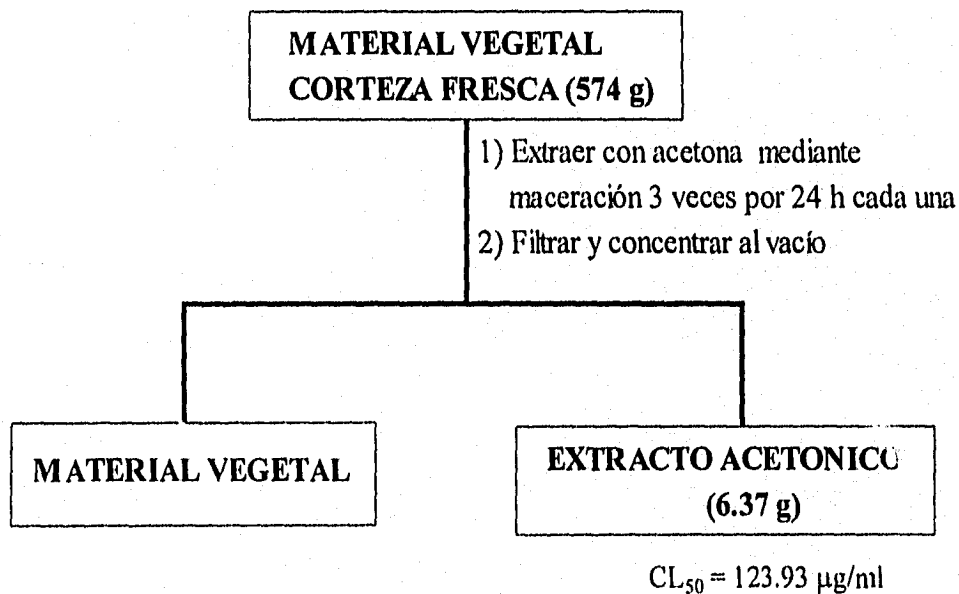 MATERIAL VEGETAL
CORTEZA FRESCA (574 g)
1) Extraer con acetona mediante
maceración 3 veces por 24 h cada una
2) Filtrar y concentrar al vacío
MATERIAL VEGETAL
EXTRACTO ACETONICO
(6.37 g)
CL₅₀ = 123.93 µg/ml